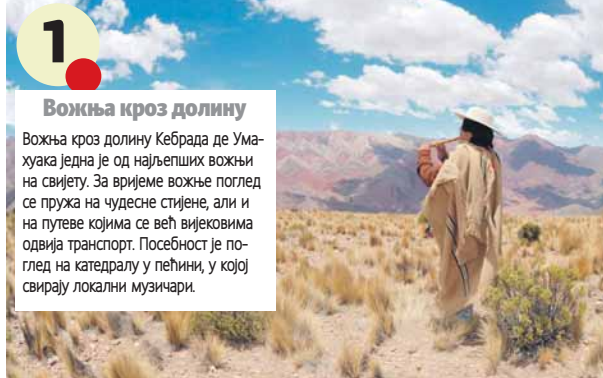 1
Вожња кроз долину
Вожња кроз долину Кебрада де Ума-
хуака једна је од најљепших вожњи
на свијету. За вријеме вожње поглед
се пружа на чудесне стијене, али и
на путеве којима се већ вијековима
одвија транспорт. Посебност је по-
глед на катедралу у пећини, у којој
свирају локални музичари.